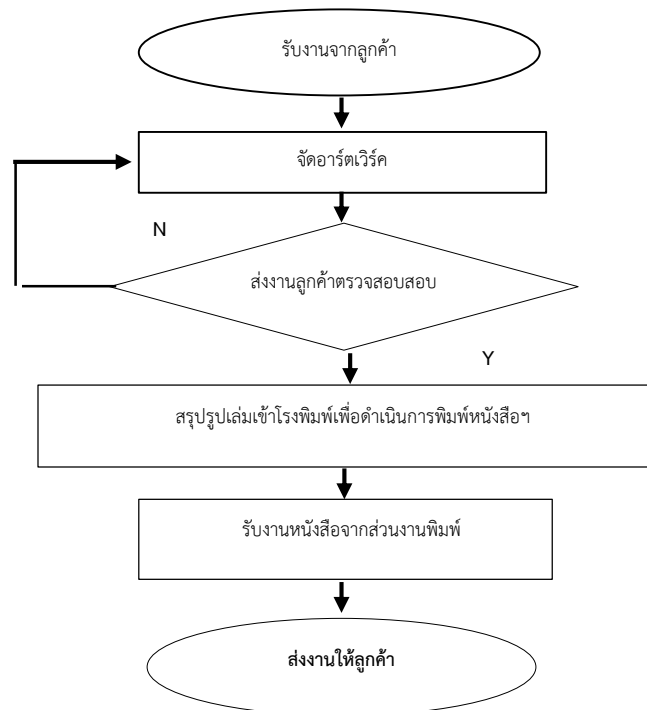 รับงานจากลูกค้า
จัดอาร์ตเวิร์ค
N
ส่งงานลูกค้าตรวจสอบสอบ
Y
สรุปรูปเล่มเข้าโรงพิมพ์เพื่อดำเนินการพิมพ์หนังสือฯ
รับงานหนังสือจากส่วนงานพิมพ์
ส่งงานให้ลูกค้า